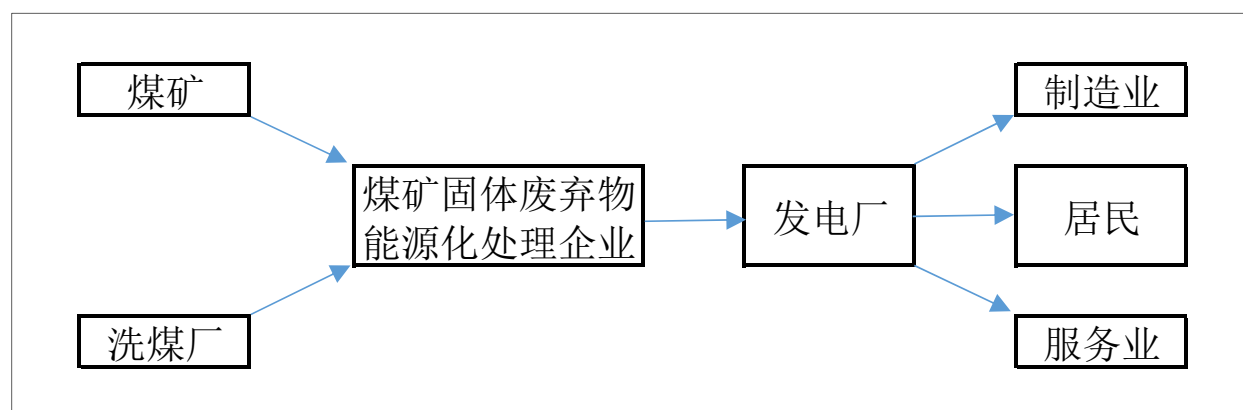 煤矿
制造业
煤矿固体废弃物
能源化处理企业
发电厂
居民
洗煤厂
服务业